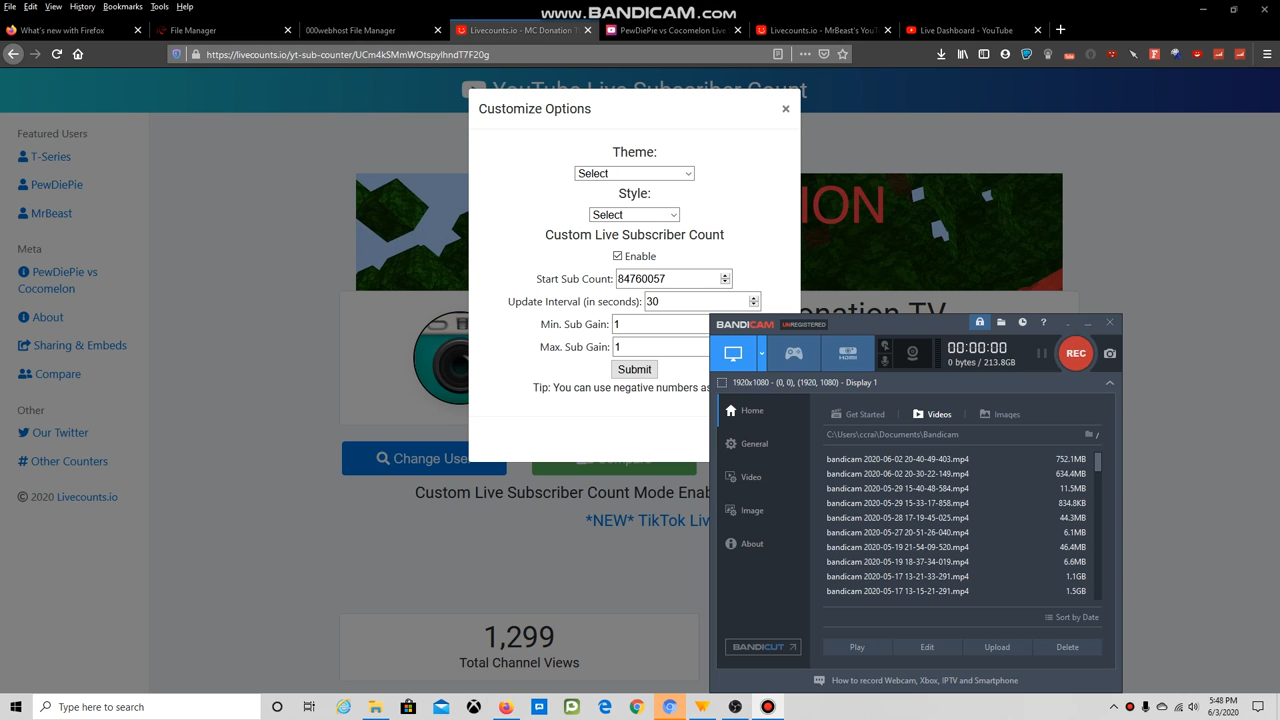 File Edit View History Bookmarks Tools Help
www.BANDICAM.com
What's new with Firefox
File Manager
000webhost File Manager
Livecounts.io - MC Donation T
PewDiePie vs Cocomelon Live
Livecounts.io - MrBeast's YouT
Live Dashboard - YouTube
https://livecounts.io/yt-sub-counter/UCm4kSMmWOtspyIhndT7F20g
YouTube Live Subscriber Count
Customize Options
Featured Users
T-Series
PewDiePie
MrBeast
Meta
PewDiePie vs
Cocomelon
About
Sharing & Embeds
Compare
Other
Our Twitter
Other Counters
© 2020 Livecounts.io
Theme:
Select
Style:
Select
Custom Live Subscriber Count
Enable
Start Sub Count: 84760057
Update Interval (in seconds): 30
Min. Sub Gain: 1
Max. Sub Gain: 1
Submit
Tip: You can use negative numbers as
ION
onation TV
Change User
Compare
Custom Live Subscriber Count Mode Enab
*NEW* TikTok Liv
1,299
Total Channel Views
BANDICAM UNREGISTERED
HDMI
00:00:00
0 bytes / 213.8GB
REC
1920x1080 - (0, 0), (1920, 1080) - Display 1
Home
General
Video
Image
About
BANDICUT
Get Started
Videos
Images
C:\Users\ccrai\Documents\Bandicam
bandicam 2020-06-02 20-40-49-403.mp4 752.1MB
bandicam 2020-06-02 20-30-22-149.mp4 634.4MB
bandicam 2020-05-29 15-40-48-584.mp4 11.5MB
bandicam 2020-05-29 15-33-17-858.mp4 834.8KB
bandicam 2020-05-28 17-19-45-025.mp4 44.3MB
bandicam 2020-05-27 20-51-26-040.mp4 6.1MB
bandicam 2020-05-19 21-54-09-520.mp4 46.4MB
bandicam 2020-05-19 18-37-34-019.mp4 6.6MB
bandicam 2020-05-17 13-21-33-291.mp4 1.1GB
bandicam 2020-05-17 13-15-21-291.mp4 1.5GB
Sort by Date
Play Edit Upload Delete
How to record Webcam, Xbox, IPTV and Smartphone
Type here to search
5:48 PM
6/3/2020